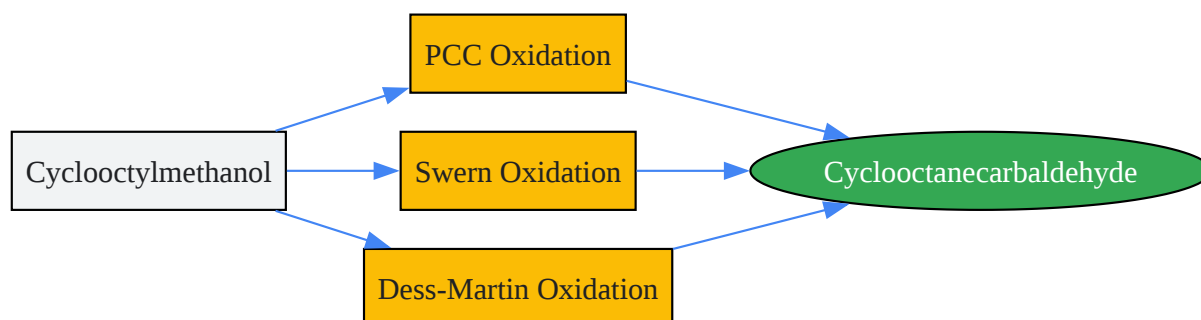 PCC Oxidation
Cyclooctylmethanol
Swern Oxidation
Cyclooctanecarbaldehyde
Dess-Martin Oxidation